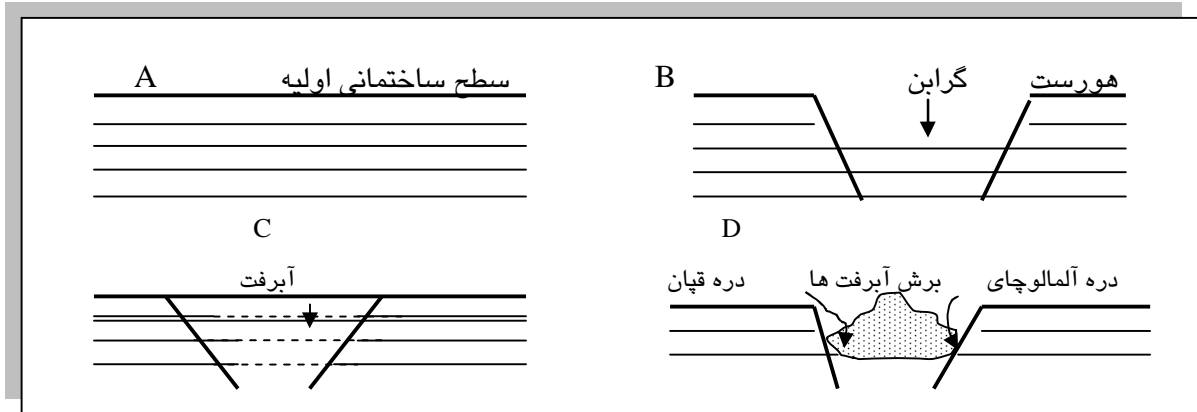 A سطح ساختمانی اولیه
B گرابن هورست
C
آبرفت
D
دره قپان برش آبرفت ها دره آلمالوچای